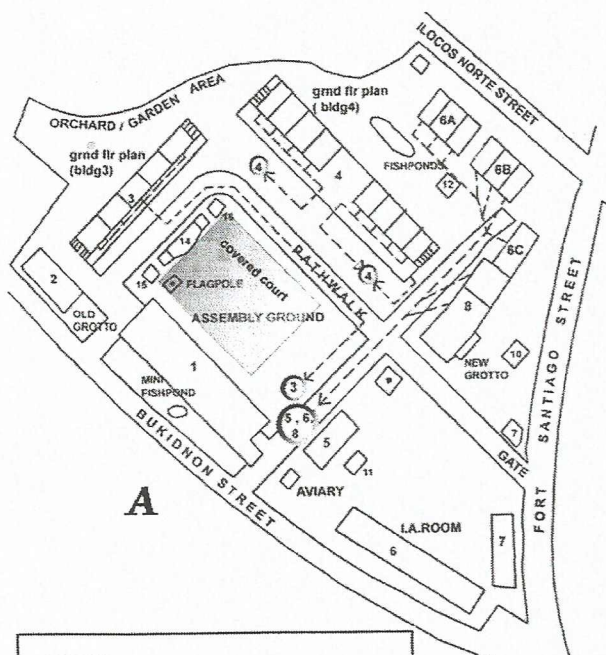 ILOCOS NORTE STREET
ORCHARD / GARDEN AREA
grnd flr plan
( bldg4)
grnd flr plan
(bldg3)
6A
6B
FISHPONDS
12
4
4
4
3
15
14
covered court
PATHWALK
6C
15
FLAGPOLE
2
ASSEMBLY GROUND
8
OLD
GROTTO
NEW
GROTTO
10
1
MINI
FISHPOND
3
9
5 , 6,
8
5
7
GATE
11
AVIARY
A
BUKIDNON STREET
I.A.ROOM
6
7
FORT SANTIAGO STREET